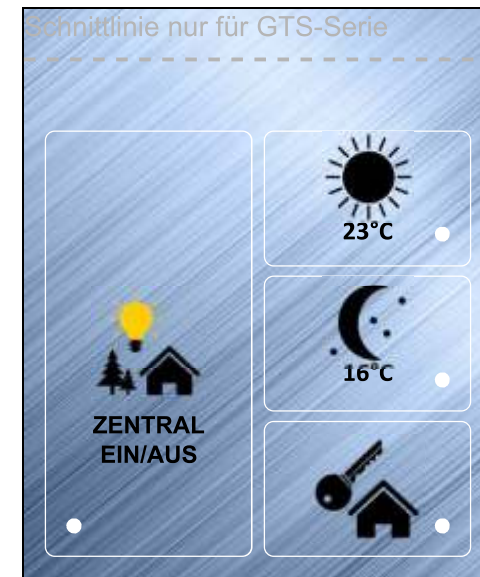 Schnittlinie nur für GTS-Serie
23°C
16°C
ZENTRAL
EIN/AUS